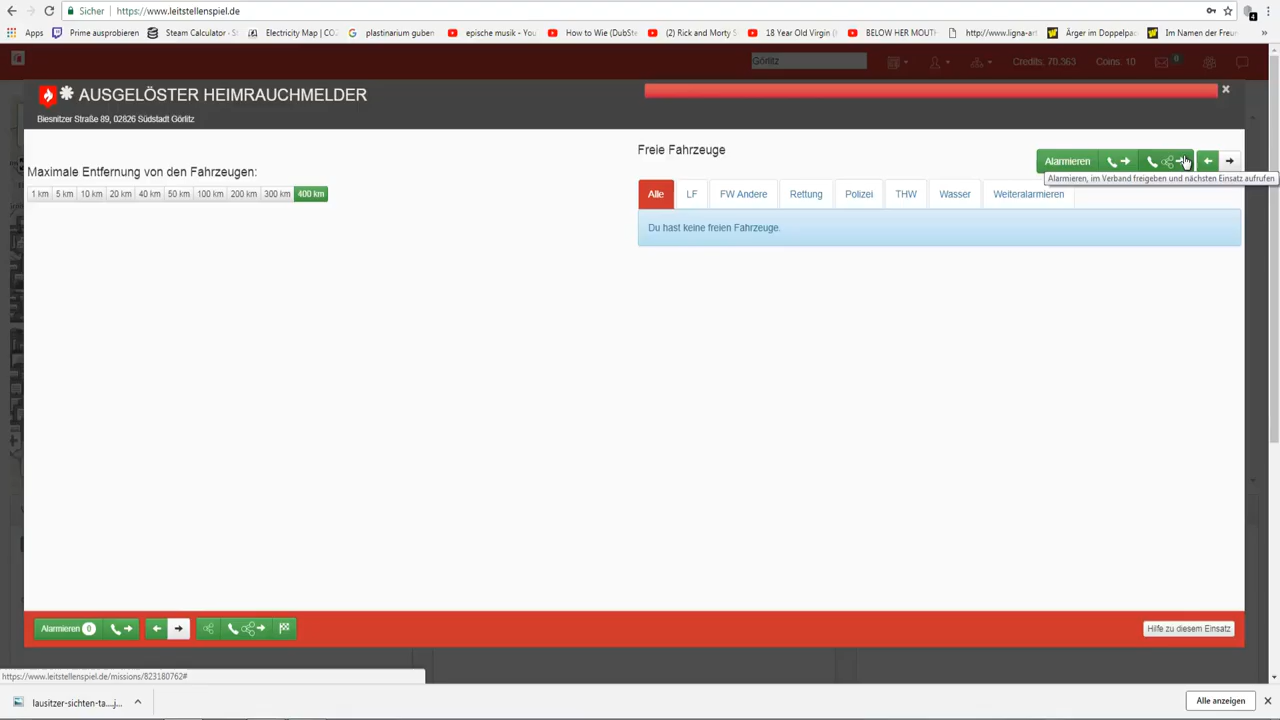 Sicher
https://www.leitstellenspiel.de
Apps
Prime ausprobieren
Steam Calculator - S
Electricity Map | CO
plastinarium guben
epische musik - You
How to Wie (DubSte
(2) Rick and Morty S
18 Year Old Virgin (r
BELOW HER MOUTH
http://www.ligna-art
Ärger im Doppelpac
Im Namen der Freun
»
Görlitz
Credits: 70.363
Coins: 10
0
AUSGELÖSTER HEIMRAUCHMELDER
Biesnitzer Straße 89, 02826 Südstadt Görlitz
Maximale Entfernung von den Fahrzeugen:
1 km 5 km 10 km 20 km 40 km 50 km 100 km 200 km 300 km 400 km
Freie Fahrzeuge
Alarmieren
Alarmieren, im Verband freigeben und nächsten Einsatz aufrufen
Alle LF FW Andere Rettung Polizei THW Wasser Weiteralarmieren
Du hast keine freien Fahrzeuge.
Alarmieren 0
Hilfe zu diesem Einsatz
https://www.leitstellenspiel.de/missions/823180762#
lausitzer-sichten-ta....j...
Alle anzeigen